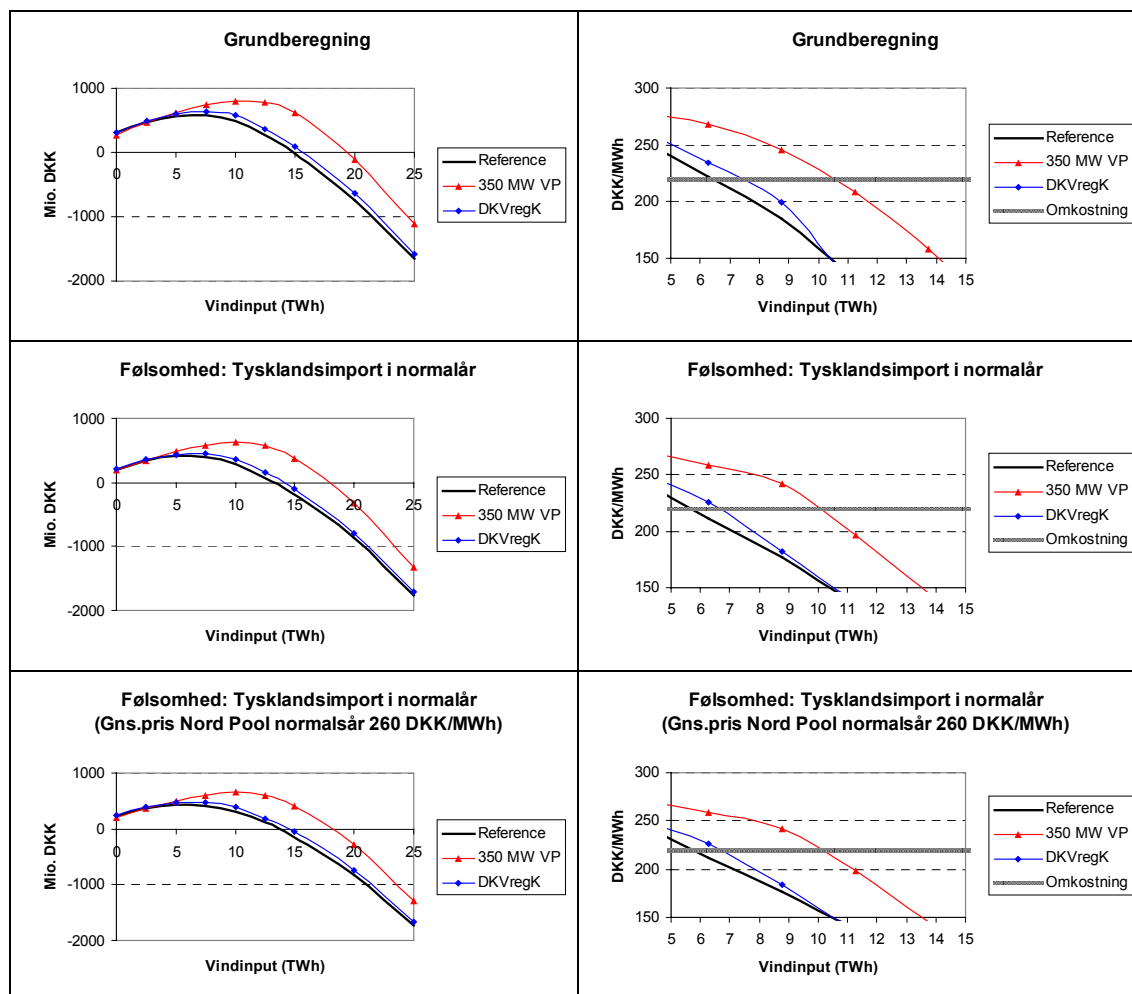 Grundberegning
1000
0
-1000
-2000
0 5 10 15 20 25
Mio. DKK
Vindinput (TWh)
Reference
350 MW VP
DKVregK
Grundberegning
300
250
200
150
5 6 7 8 9 10 11 12 13 14 15
DKK/MWh
Vindinput (TWh)
Reference
350 MW VP
DKVregK
Omkostning
Følsomhed: Tysklandsimport i normalår
1000
0
-1000
-2000
0 5 10 15 20 25
Mio. DKK
Vindinput (TWh)
Reference
350 MW VP
DKVregK
Følsomhed: Tysklandsimport i normalår
300
250
200
150
5 6 7 8 9 10 11 12 13 14 15
DKK/MWh
Vindinput (TWh)
Reference
350 MW VP
DKVregK
Omkostning
Følsomhed: Tysklandsimport i normalår
(Gns.pris Nord Pool normalsår 260 DKK/MWh)
1000
0
-1000
-2000
0 5 10 15 20 25
Mio. DKK
Vindinput (TWh)
Reference
350 MW VP
DKVregK
Følsomhed: Tysklandsimport i normalår
(Gns.pris Nord Pool normalsår 260 DKK/MWh)
300
250
200
150
5 6 7 8 9 10 11 12 13 14 15
DKK/MWh
Vindinput (TWh)
Reference
350 MW VP
DKVregK
Omkostning